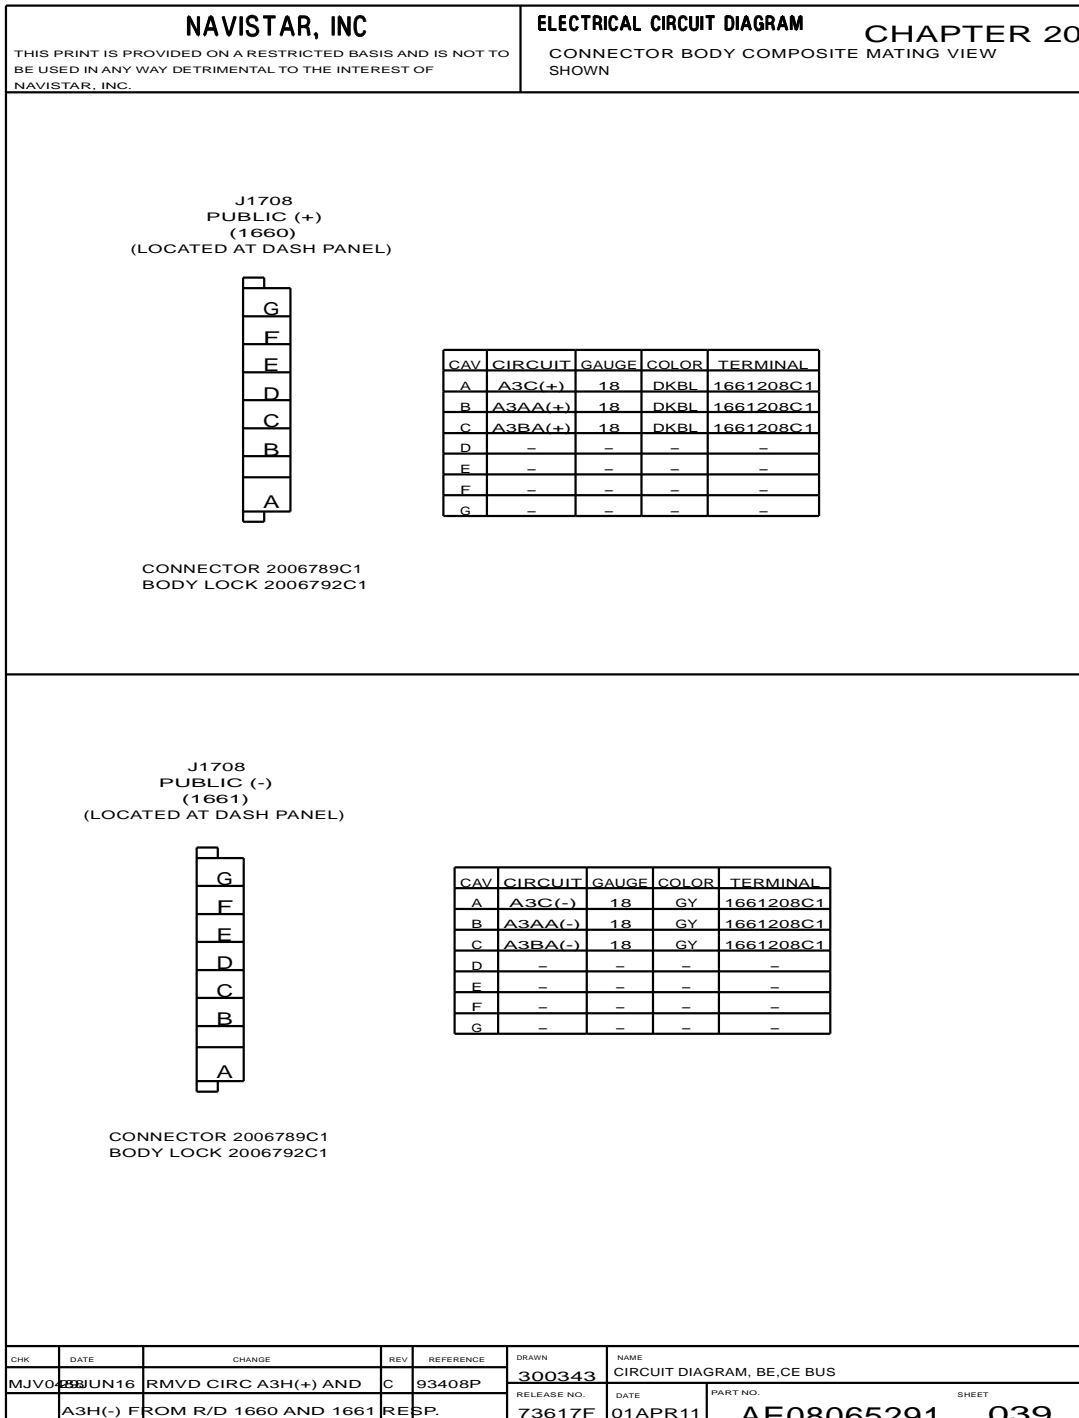 NAVISTAR, INC
THIS PRINT IS PROVIDED ON A RESTRICTED BASIS AND IS NOT TO
BE USED IN ANY WAY DETRIMENTAL TO THE INTEREST OF
NAVISTAR, INC.
ELECTRICAL CIRCUIT DIAGRAM
CHAPTER 20
CONNECTOR BODY COMPOSITE MATING VIEW
SHOWN
J1708
PUBLIC (+)
(1660)
(LOCATED AT DASH PANEL)
G
F
E
D
C
B
A
CAV CIRCUIT GAUGE COLOR TERMINAL
A A3C(+) 18 DKBL 1661208C1
B A3AA(+) 18 DKBL 1661208C1
C A3BA(+) 18 DKBL 1661208C1
D – – – –
E – – – –
F – – – –
G – – – –
CONNECTOR 2006789C1
BODY LOCK 2006792C1
J1708
PUBLIC (-)
(1661)
(LOCATED AT DASH PANEL)
G
F
E
D
C
B
A
CAV CIRCUIT GAUGE COLOR TERMINAL
A A3C(-) 18 GY 1661208C1
B A3AA(-) 18 GY 1661208C1
C A3BA(-) 18 GY 1661208C1
D – – – –
E – – – –
F – – – –
G – – – –
CONNECTOR 2006789C1
BODY LOCK 2006792C1
CHK DATE CHANGE REV REFERENCE
RMVD CIRC A3H(+) AND C 93408P
A3H(-) FROM R/D 1660 AND 1661 RESP.
DRAWN
300343
NAME
CIRCUIT DIAGRAM, BE,CE BUS
RELEASE NO.
73617F
DATE
01APR11
PART NO.
AE08065291
SHEET
039